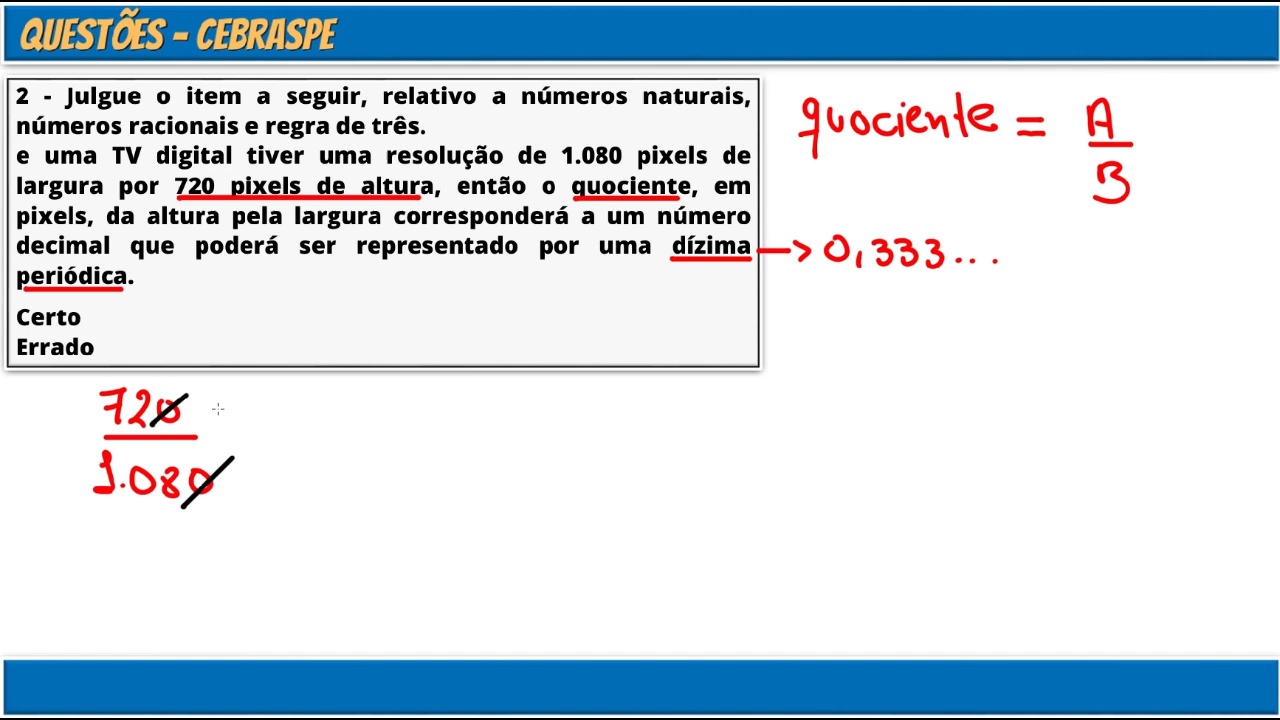 QUESTÕES - CEBRASPE
2 - Julgue o item a seguir, relativo a números naturais,
números racionais e regra de três.
e uma TV digital tiver uma resolução de 1.080 pixels de
largura por 720 pixels de altura, então o quociente, em
pixels, da altura pela largura corresponderá a um número
decimal que poderá ser representado por uma dízima
periódica.
Certo
Errado
quociente = A
B
→ 0,333...
720
1.080